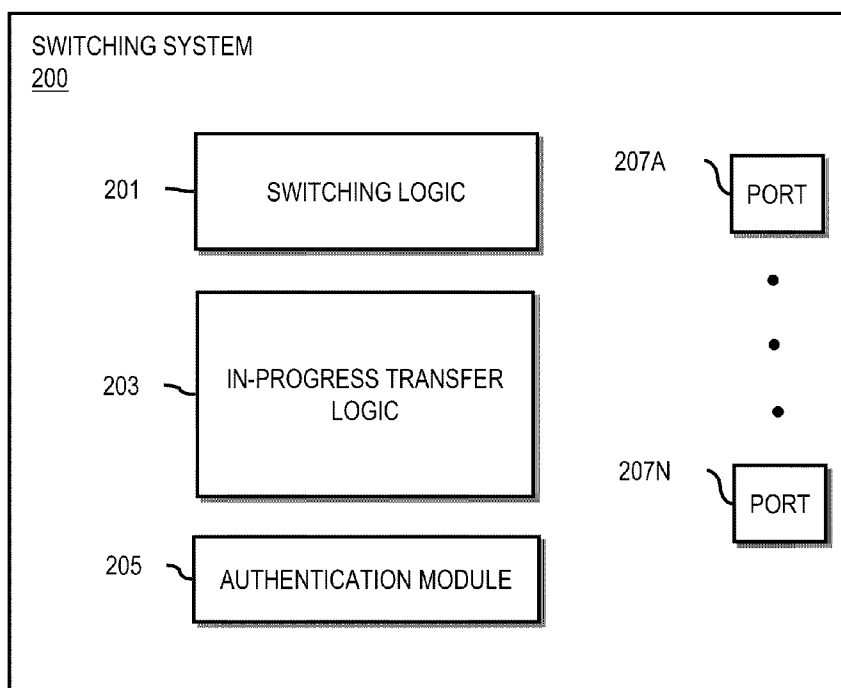 SWITCHING SYSTEM
200
201
SWITCHING LOGIC
207A
PORT
203
IN-PROGRESS TRANSFER
LOGIC
207N
PORT
205
AUTHENTICATION MODULE